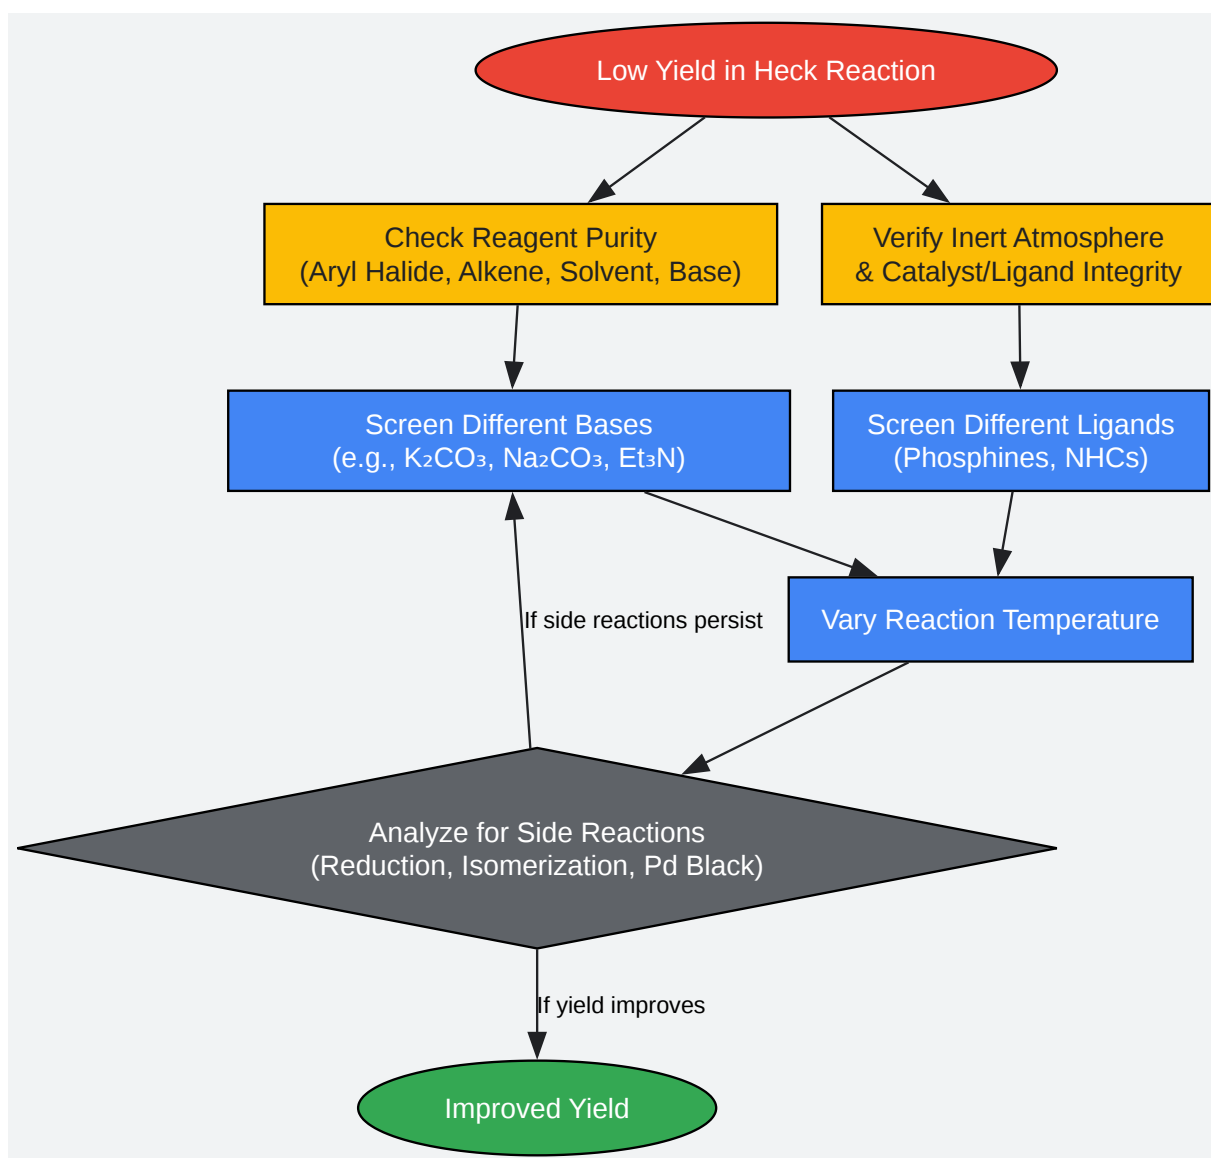 Low Yield in Heck Reaction
Check Reagent Purity
(Aryl Halide, Alkene, Solvent, Base)
Verify Inert Atmosphere
& Catalyst/Ligand Integrity
Screen Different Bases
(e.g., K₂CO₃, Na₂CO₃, Et₃N)
Screen Different Ligands
(Phosphines, NHCs)
If side reactions persist
Vary Reaction Temperature
Analyze for Side Reactions
(Reduction, Isomerization, Pd Black)
If yield improves
Improved Yield